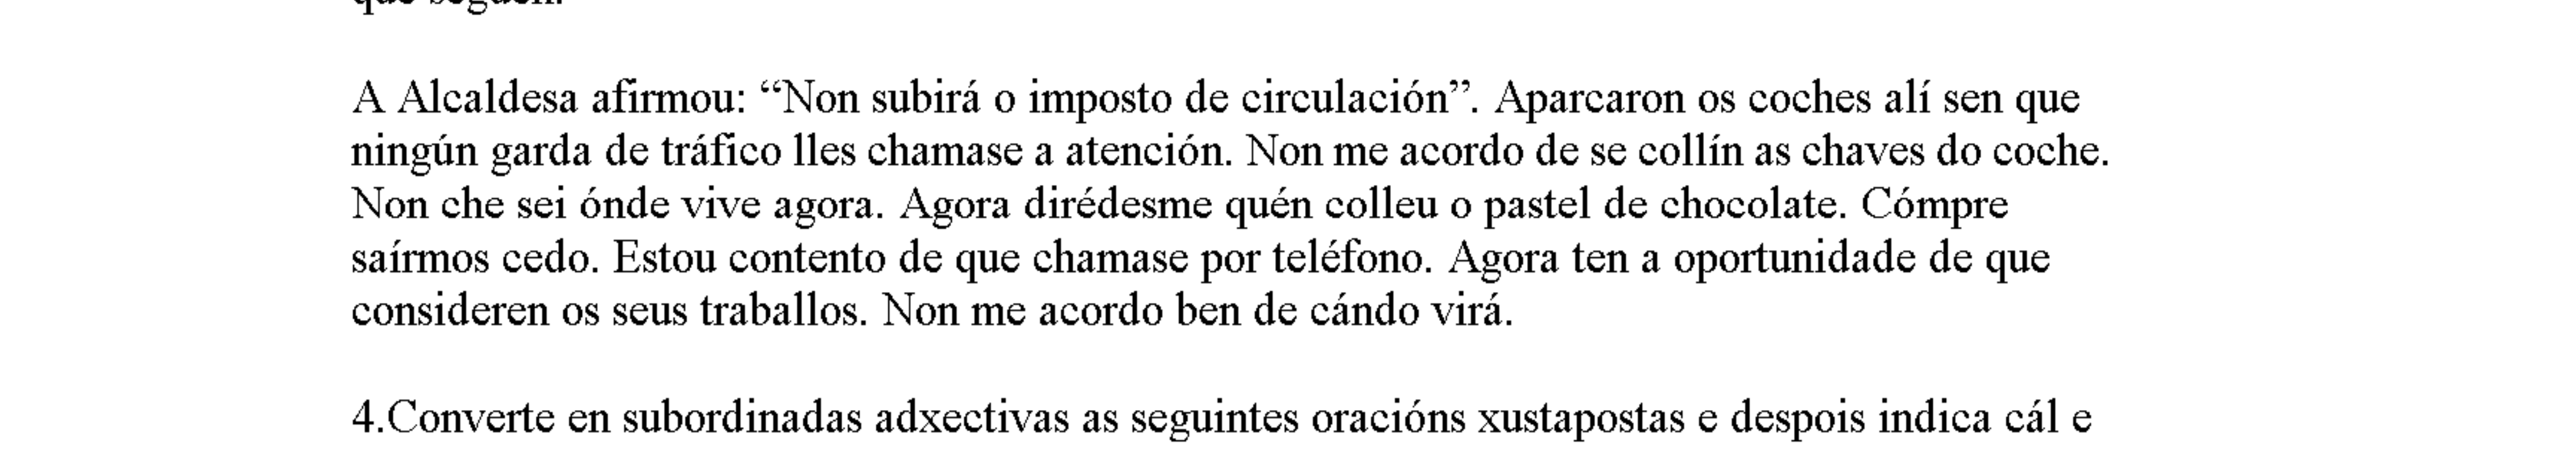 que seguen.
A Alcaldesa afirmou: “Non subirá o imposto de circulación”. Aparcaron os coches alí sen que
ningún garda de tráfico lles chamase a atención. Non me acordo de se collín as chaves do coche.
Non che sei ónde vive agora. Agora dirédesme quén colleu o pastel de chocolate. Cómpre
saírmos cedo. Estou contento de que chamase por teléfono. Agora ten a oportunidade de que
consideren os seus traballos. Non me acordo ben de cándo virá.
4.Converte en subordinadas adxectivas as seguintes oracións xustapostas e despois indica cál e